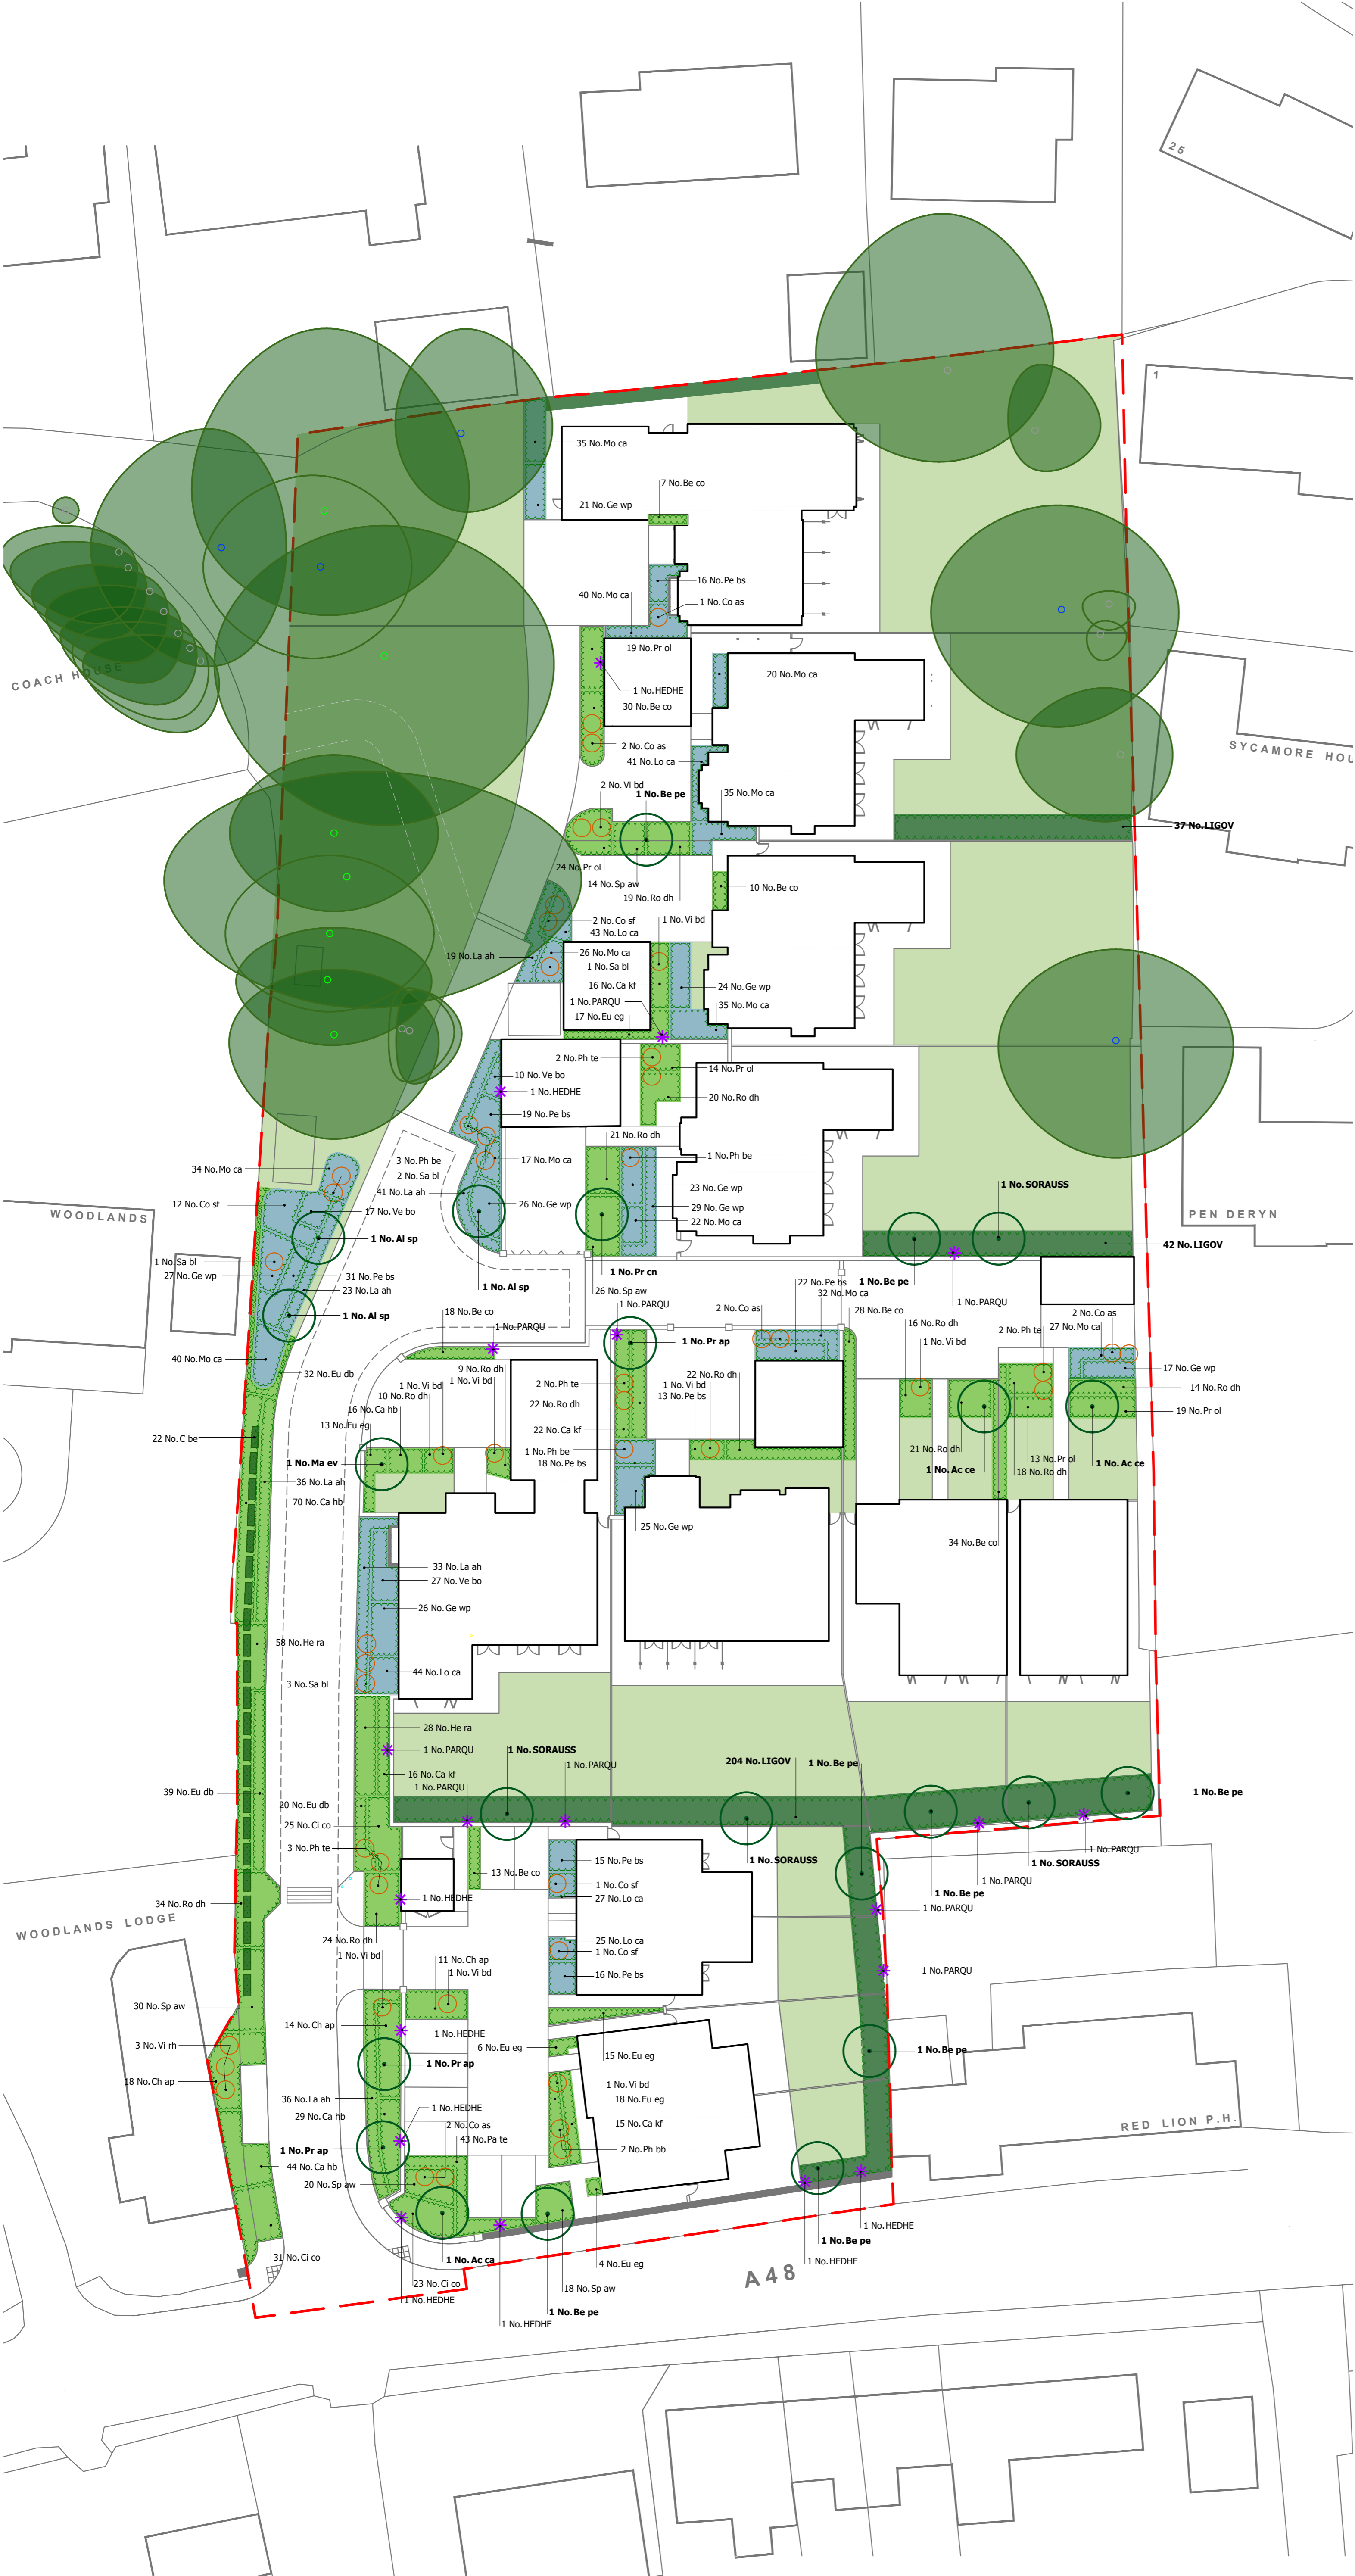 25
1
35 No. Mo ca
7 No. Be co
21 No. Ge wp
16 No. Pe bs
40 No. Mo ca
1 No. Co as
COACH HOUSE
19 No. Pr ol
20 No. Mo ca
1 No. HEDHE
30 No. Be co
2 No. Co as
SYCAMORE HOU
41 No. Lo ca
2 No. Vi bd
1 No. Be pe
35 No. Mo ca
37 No. LIGOV
24 No. Pr ol
14 No. Sp aw
19 No. Ro dh
10 No. Be co
2 No. Co sf
1 No. Vi bd
43 No. Lo ca
26 No. Mo ca
19 No. La ah
1 No. Sa bl
16 No. Ca kf
24 No. Ge wp
1 No. PARQU
35 No. Mo ca
17 No. Eu eg
2 No. Ph te
14 No. Pr ol
10 No. Ve bo
1 No. HEDHE
20 No. Ro dh
19 No. Pe bs
21 No. Ro dh
3 No. Ph be
17 No. Mo ca
1 No. Ph be
34 No. Mo ca
2 No. Sa bl
1 No. SORAUSS
41 No. La ah
23 No. Ge wp
12 No. Co sf
26 No. Ge wp
29 No. Ge wp
17 No. Ve bo
22 No. Mo ca
WOODLANDS
PEN DERYN
1 No. Al sp
42 No. LIGOV
1 No. Sa bl
27 No. Ge wp
31 No. Pe bs
1 No. Pr cn
1 No. Be pe
23 No. La ah
1 No. Al sp
26 No. Sp aw
22 No. Pe bs
32 No. Mo ca
1 No. PARQU
1 No. PARQU
1 No. Al sp
18 No. Be co
2 No. Co as
28 No. Be co
2 No. Co as
1 No. PARQU
16 No. Ro dh
2 No. Ph te
27 No. Mo ca
1 No. Pr ap
1 No. Vi bd
40 No. Mo ca
17 No. Ge wp
32 No. Eu db
9 No. Ro dh
1 No. Vi bd
1 No. Vi bd
10 No. Ro dh
2 No. Ph te
22 No. Ro dh
1 No. Vi bd
14 No. Ro dh
16 No. Ca hb
22 No. Ro dh
13 No. Pe bs
19 No. Pr ol
13 No. Eu eg
22 No. Ca kf
22 No. C be
1 No. Ph be
21 No. Ro dh
13 No. Pr ol
1 No. Ma ev
18 No. Pe bs
1 No. Ac ce
18 No. Ro dh
1 No. Ac ce
36 No. La ah
70 No. Ca hb
25 No. Ge wp
34 No. Be co
33 No. La ah
27 No. Ve bo
26 No. Ge wp
58 No. He ra
44 No. Lo ca
3 No. Sa bl
28 No. He ra
1 No. PARQU
1 No. SORAUSS
1 No. PARQU
204 No. LIGOV
1 No. Be pe
16 No. Ca kf
1 No. PARQU
39 No. Eu db
1 No. Be pe
20 No. Eu db
25 No. Ci co
3 No. Ph te
15 No. Pe bs
1 No. SORAUSS
1 No. PARQU
1 No. SORAUSS
13 No. Be co
1 No. Co sf
1 No. PARQU
27 No. Lo ca
1 No. Be pe
34 No. Ro dh
1 No. HEDHE
1 No. PARQU
WOODLANDS LODGE
24 No. Ro dh
25 No. Lo ca
1 No. Vi bd
11 No. Ch ap
1 No. Co sf
1 No. PARQU
1 No. Vi bd
16 No. Pe bs
30 No. Sp aw
14 No. Ch ap
1 No. HEDHE
3 No. Vi rh
6 No. Eu eg
15 No. Eu eg
1 No. Be pe
1 No. Pr ap
18 No. Ch ap
1 No. Vi bd
36 No. La ah
18 No. Eu eg
1 No. HEDHE
29 No. Ca hb
2 No. Co as
15 No. Ca kf
RED LION P.H.
43 No. Pa te
1 No. Pr ap
2 No. Ph bb
44 No. Ca hb
20 No. Sp aw
1 No. HEDHE
1 No. Be pe
31 No. Ci co
1 No. Ac ca
4 No. Eu eg
1 No. HEDHE
A48
23 No. Ci co
18 No. Sp aw
1 No. HEDHE
1 No. Be pe
1 No. HEDHE